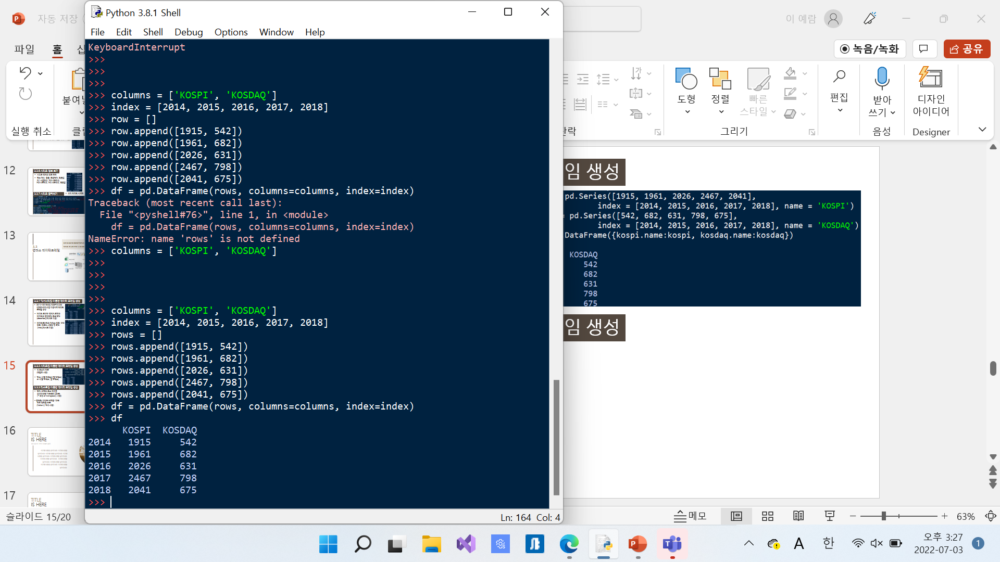 Python 3.8.1 Shell
File Edit Shell Debug Options Window Help
KeyboardInterrupt
>>>
>>>
>>>
>>> columns = ['KOSPI', 'KOSDAQ']
>>> index = [2014, 2015, 2016, 2017, 2018]
>>> row = []
>>> row.append([1915, 542])
>>> row.append([1961, 682])
>>> row.append([2026, 631])
>>> row.append([2467, 798])
>>> row.append([2041, 675])
>>> df = pd.DataFrame(rows, columns=columns, index=index)
Traceback (most recent call last):
  File "<pyshell#76>", line 1, in <module>
    df = pd.DataFrame(rows, columns=columns, index=index)
NameError: name 'rows' is not defined
>>> columns = ['KOSPI', 'KOSDAQ']
>>>
>>>
>>>
>>>
>>> columns = ['KOSPI', 'KOSDAQ']
>>> index = [2014, 2015, 2016, 2017, 2018]
>>> rows = []
>>> rows.append([1915, 542])
>>> rows.append([1961, 682])
>>> rows.append([2026, 631])
>>> rows.append([2467, 798])
>>> rows.append([2041, 675])
>>> df = pd.DataFrame(rows, columns=columns, index=index)
>>> df
      KOSPI  KOSDAQ
2014   1915     542
2015   1961     682
2016   2026     631
2017   2467     798
2018   2041     675
>>>
Ln: 164 Col: 4
자동 저장
이 예람
파일 홈 삽
녹음/녹화
공유
붙여넣
실행 취소
클립
단락
도형
정렬
빠른
스타일
그리기
편집
받아
쓰기
음성
디자인
아이디어
Designer
12
13
14
15
16
TITLE
IS HERE
17
TITLE
IS HERE
임 생성
pd.Series([1915, 1961, 2026, 2467, 2041],
index = [2014, 2015, 2016, 2017, 2018], name = 'KOSPI')
= pd.Series([542, 682, 631, 798, 675],
index = [2014, 2015, 2016, 2017, 2018], name = 'KOSDAQ')
DataFrame({kospi.name:kospi, kosdaq.name:kosdaq})
KOSDAQ
542
682
631
798
675
임 생성
슬라이드 15/20
메모
63%
A
한
오후 3:27
2022-07-03
1